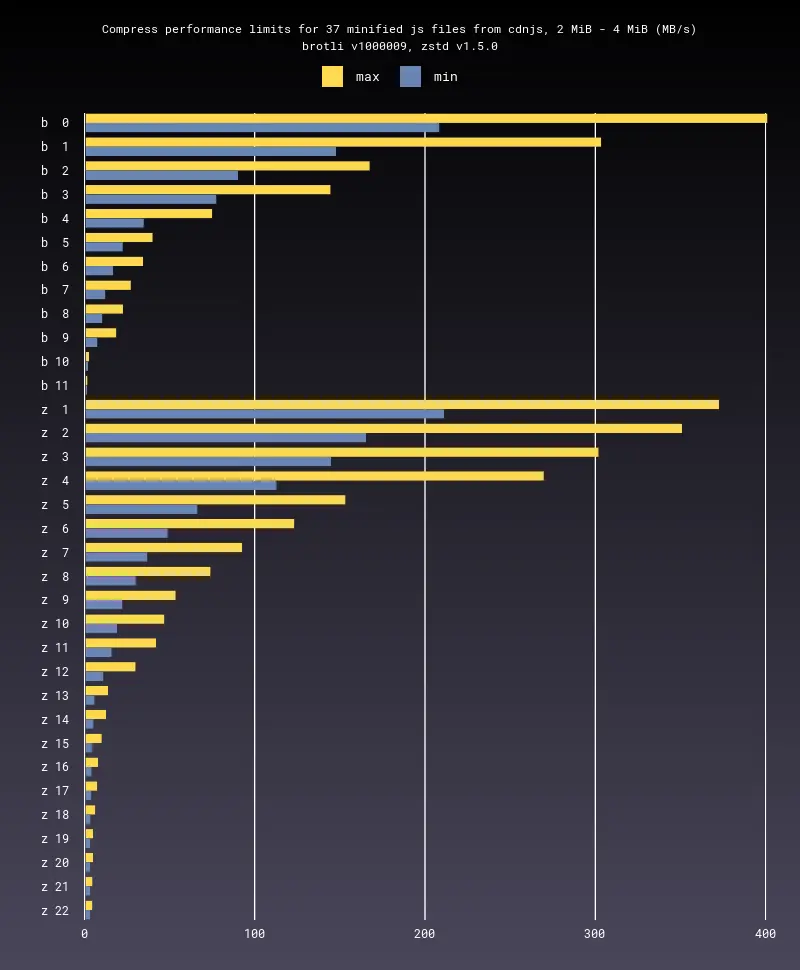 Compress performance limits for 37 minified js files from cdnjs, 2 MiB - 4 MiB (MB/s)
brotli v1000009, zstd v1.5.0
max min
b 0
b 1
b 2
b 3
b 4
b 5
b 6
b 7
b 8
b 9
b 10
b 11
z 1
z 2
z 3
z 4
z 5
z 6
z 7
z 8
z 9
z 10
z 11
z 12
z 13
z 14
z 15
z 16
z 17
z 18
z 19
z 20
z 21
z 22
0 100 200 300 400